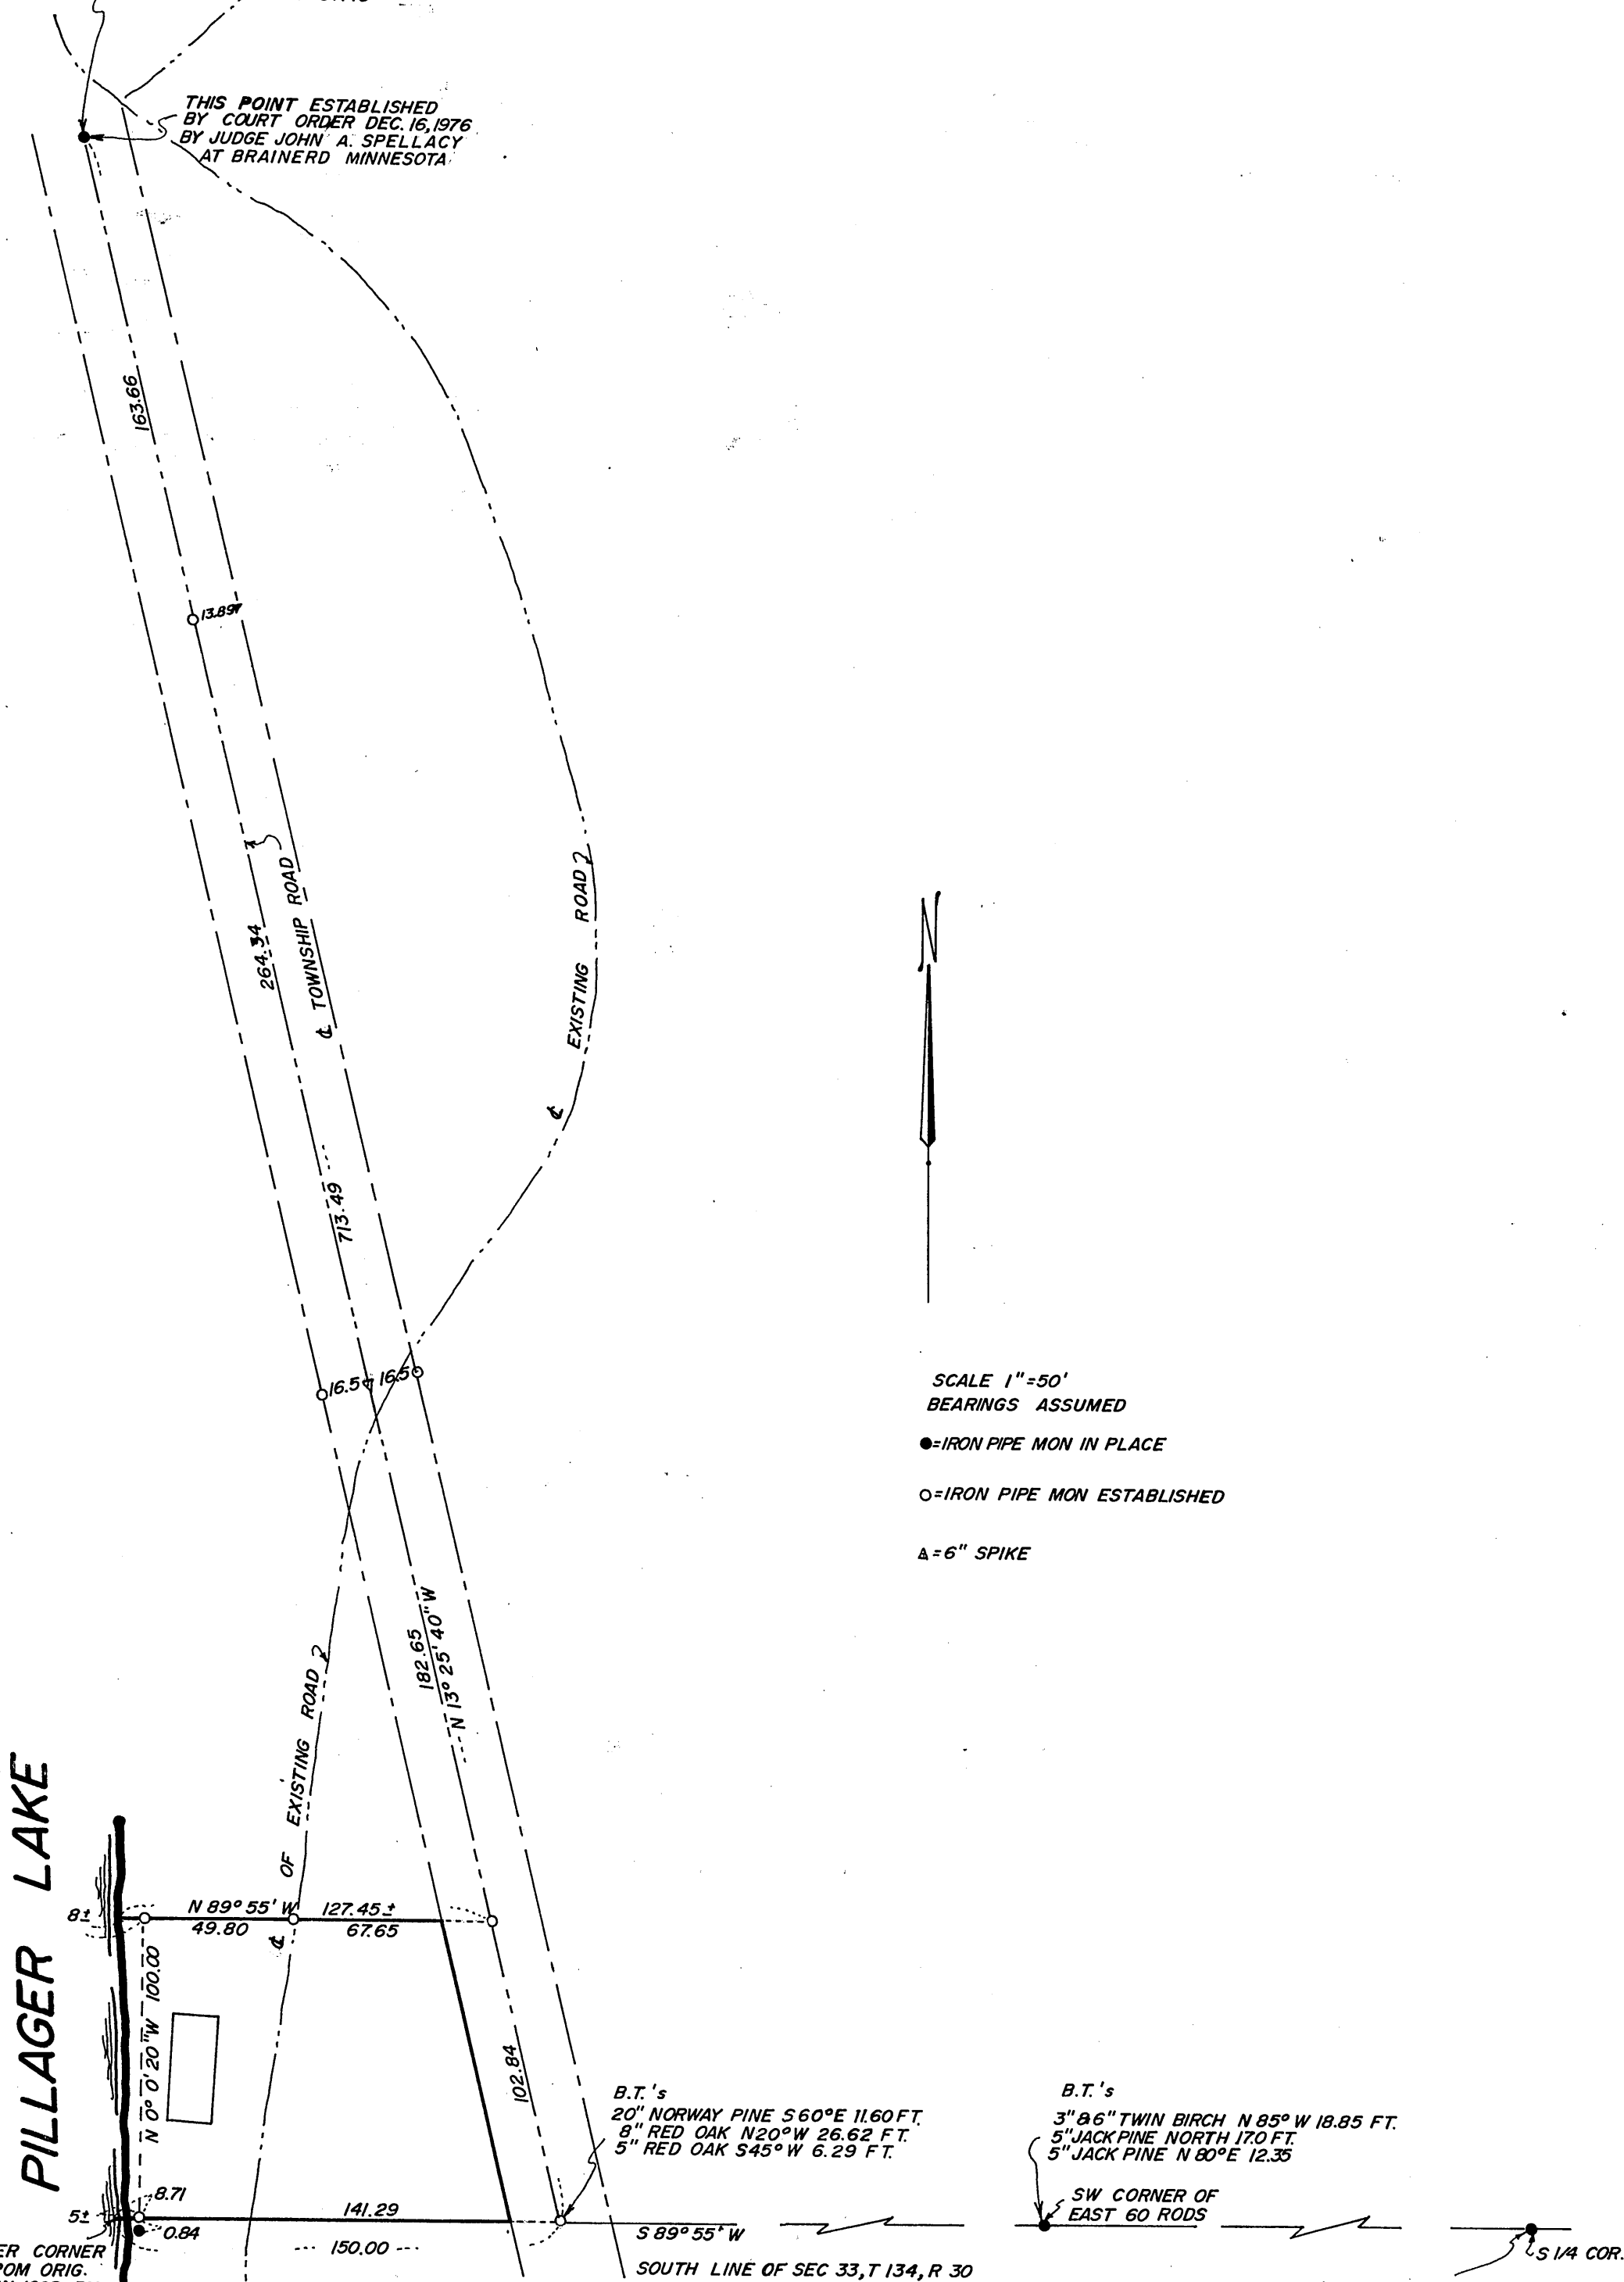 THIS POINT ESTABLISHED
BY COURT ORDER DEC. 16, 1976
BY JUDGE JOHN A. SPELLACY
AT BRAINERD MINNESOTA
163.66
13.897
264.34
℄ TOWNSHIP ROAD
EXISTING ROAD
℄
713.49
N
16.5 16.5
SCALE 1"=50'
BEARINGS ASSUMED
●=IRON PIPE MON IN PLACE
○=IRON PIPE MON ESTABLISHED
△=6" SPIKE
182.65
N 13° 25' 40" W
℄ OF EXISTING ROAD
PILLAGER LAKE
8±
N 89° 55' W 127.45±
49.80 67.65
N 0° 0' 20" W 100.00
102.84
B.T.'s
20" NORWAY PINE S 60° E 11.60 FT.
8" RED OAK N20° W 26.62 FT.
5" RED OAK S45° W 6.29 FT.
B.T.'s
3" & 6" TWIN BIRCH N 85° W 18.85 FT.
5" JACKPINE NORTH 17.0 FT.
5" JACK PINE N 80° E 12.35
SW CORNER OF
EAST 60 RODS
8.71
5±
0.84
141.29
150.00
S 89° 55' W
SOUTH LINE OF SEC 33, T 134, R 30
S 1/4 COR.
ER CORNER
OM ORIG.